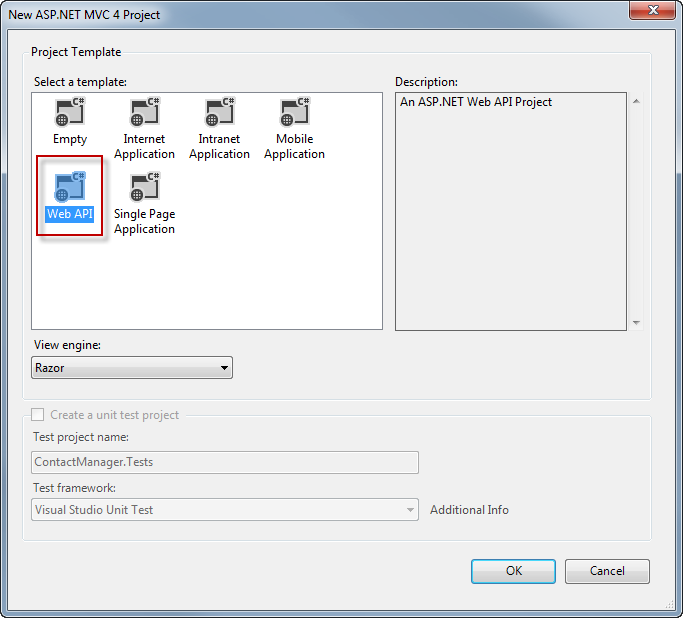 New ASP.NET MVC 4 Project
Project Template
Select a template:
Description:
C# C# C# C#
An ASP.NET Web API Project
Empty
Internet
Application
Intranet
Application
Mobile
Application
C# C#
Web API
Single Page
Application
View engine:
Razor
Create a unit test project
Test project name:
ContactManager.Tests
Test framework:
Visual Studio Unit Test
Additional Info
OK
Cancel